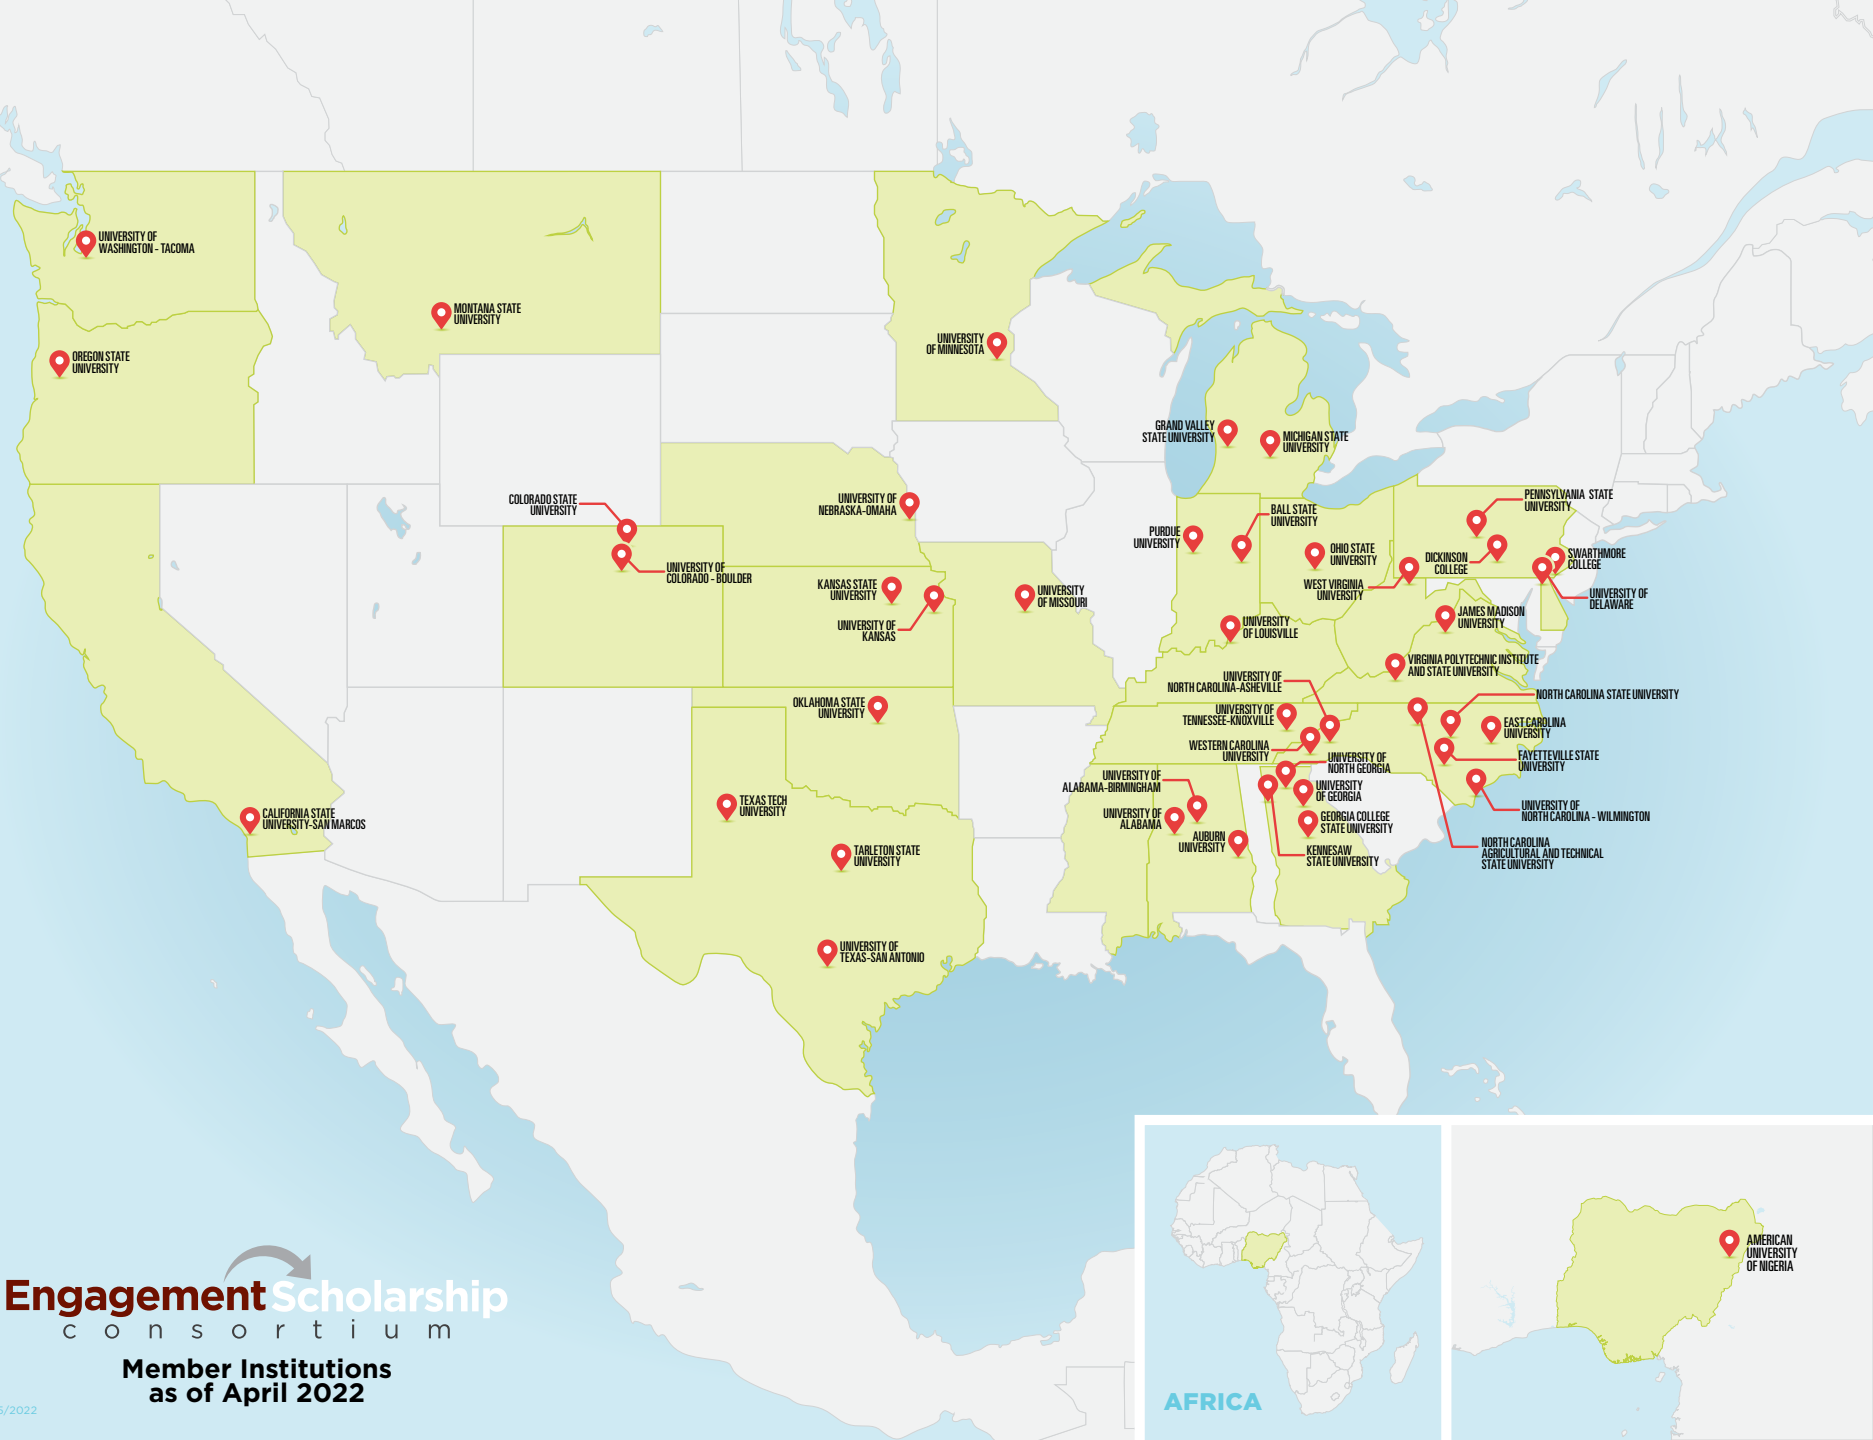 UNIVERSITY OF
WASHINGTON - TACOMA
MONTANA STATE
UNIVERSITY
OREGON STATE
UNIVERSITY
UNIVERSITY
OF MINNESOTA
GRAND VALLEY
STATE UNIVERSITY
MICHIGAN STATE
UNIVERSITY
COLORADO STATE
UNIVERSITY
UNIVERSITY OF
NEBRASKA-OMAHA
PURDUE
UNIVERSITY
BALL STATE
UNIVERSITY
OHIO STATE
UNIVERSITY
PENNSYLVANIA STATE
UNIVERSITY
DICKINSON
COLLEGE
SWARTHMORE
COLLEGE
WEST VIRGINIA
UNIVERSITY
UNIVERSITY OF
DELAWARE
UNIVERSITY OF
COLORADO - BOULDER
KANSAS STATE
UNIVERSITY
UNIVERSITY OF
KANSAS
UNIVERSITY
OF MISSOURI
UNIVERSITY
OF LOUISVILLE
JAMES MADISON
UNIVERSITY
VIRGINIA POLYTECHNIC INSTITUTE
AND STATE UNIVERSITY
UNIVERSITY OF
NORTH CAROLINA-ASHEVILLE
NORTH CAROLINA STATE UNIVERSITY
OKLAHOMA STATE
UNIVERSITY
UNIVERSITY OF
TENNESSEE-KNOXVILLE
EAST CAROLINA
UNIVERSITY
WESTERN CAROLINA
UNIVERSITY
FAYETTEVILLE STATE
UNIVERSITY
UNIVERSITY OF
NORTH GEORGIA
UNIVERSITY OF
ALABAMA-BIRMINGHAM
UNIVERSITY
OF GEORGIA
TEXAS TECH
UNIVERSITY
UNIVERSITY OF
NORTH CAROLINA - WILMINGTON
CALIFORNIA STATE
UNIVERSITY-SAN MARCOS
UNIVERSITY OF
ALABAMA
GEORGIA COLLEGE
STATE UNIVERSITY
AUBURN
UNIVERSITY
KENNESAW
STATE UNIVERSITY
NORTH CAROLINA
AGRICULTURAL AND TECHNICAL
STATE UNIVERSITY
TARLETON STATE
UNIVERSITY
UNIVERSITY OF
TEXAS-SAN ANTONIO
AMERICAN
UNIVERSITY
OF NIGERIA
AFRICA
Engagement Scholarship
consortium
Member Institutions
as of April 2022
5/2022